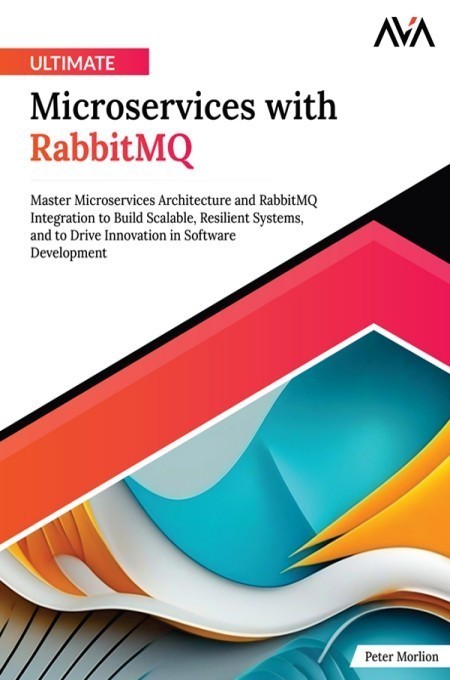 AVA
ULTIMATE
Microservices with
RabbitMQ
Master Microservices Architecture and RabbitMQ
Integration to Build Scalable, Resilient Systems,
and to Drive Innovation in Software
Development
Peter Morlion